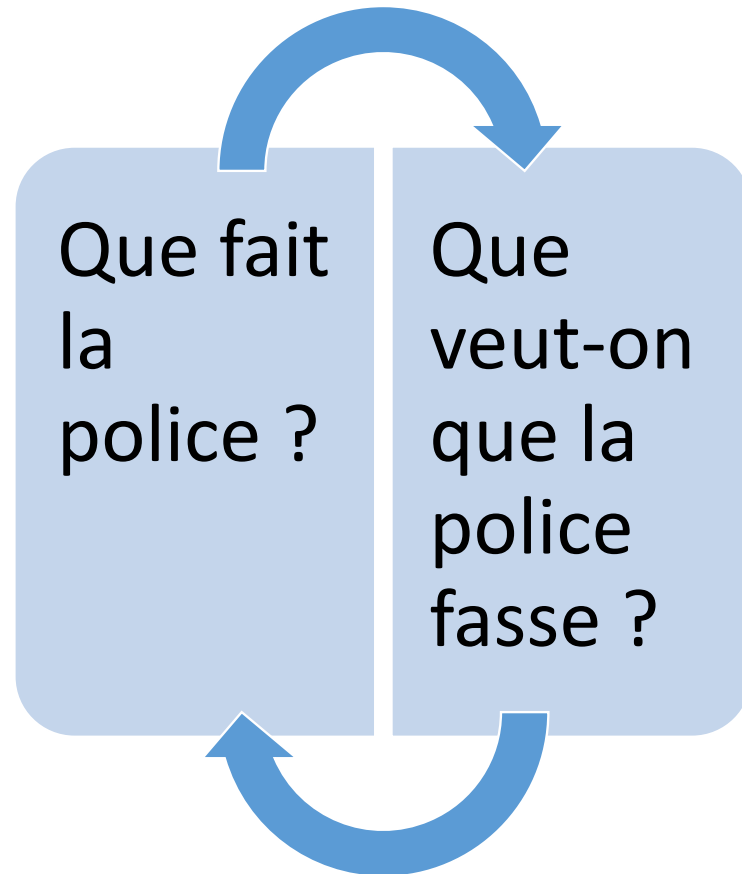 Que fait
la
police ?
Que
veut-on
que la
police
fasse ?